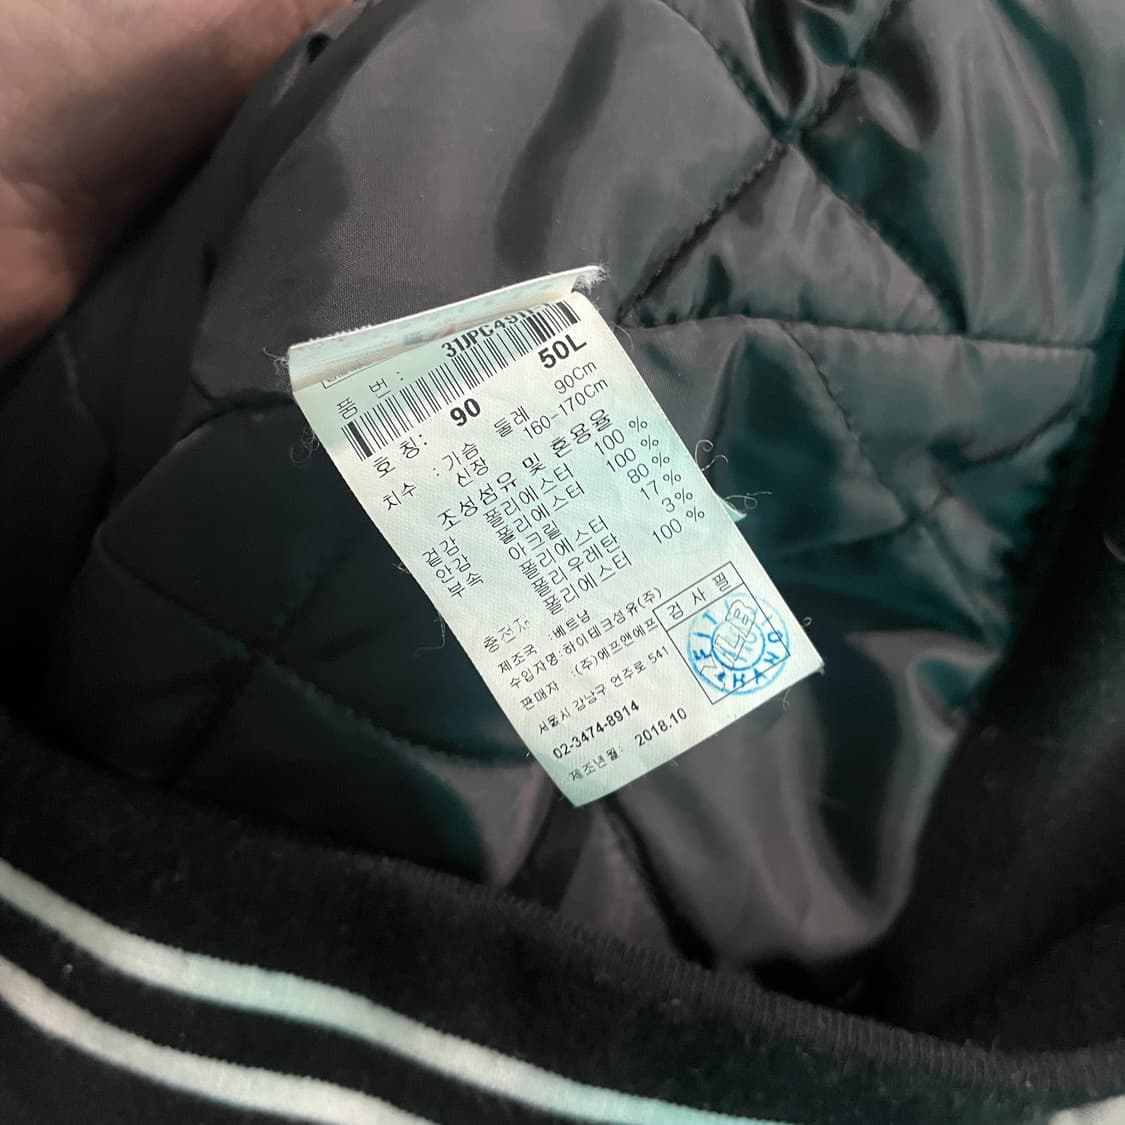 품 번 : 3UPC491
50L
호 칭: 90
치수 : 가슴 둘레 90Cm
신장 160-170Cm
조성섬유 및 혼용율
겉감 폴리에스터 100 %
안감 폴리에스터 100 %
부 속 아크릴 80 %
폴리에스터 17 %
폴리우레탄 3%
충전재 폴리에스터 100 %
제조국 :베트남
수입자명:하이테크섬유(주)
판매자 :(주)에프앤에프
서울시 강남구 언주로 541
02-3474-8914
제조년월: 2018.10
검 사 필